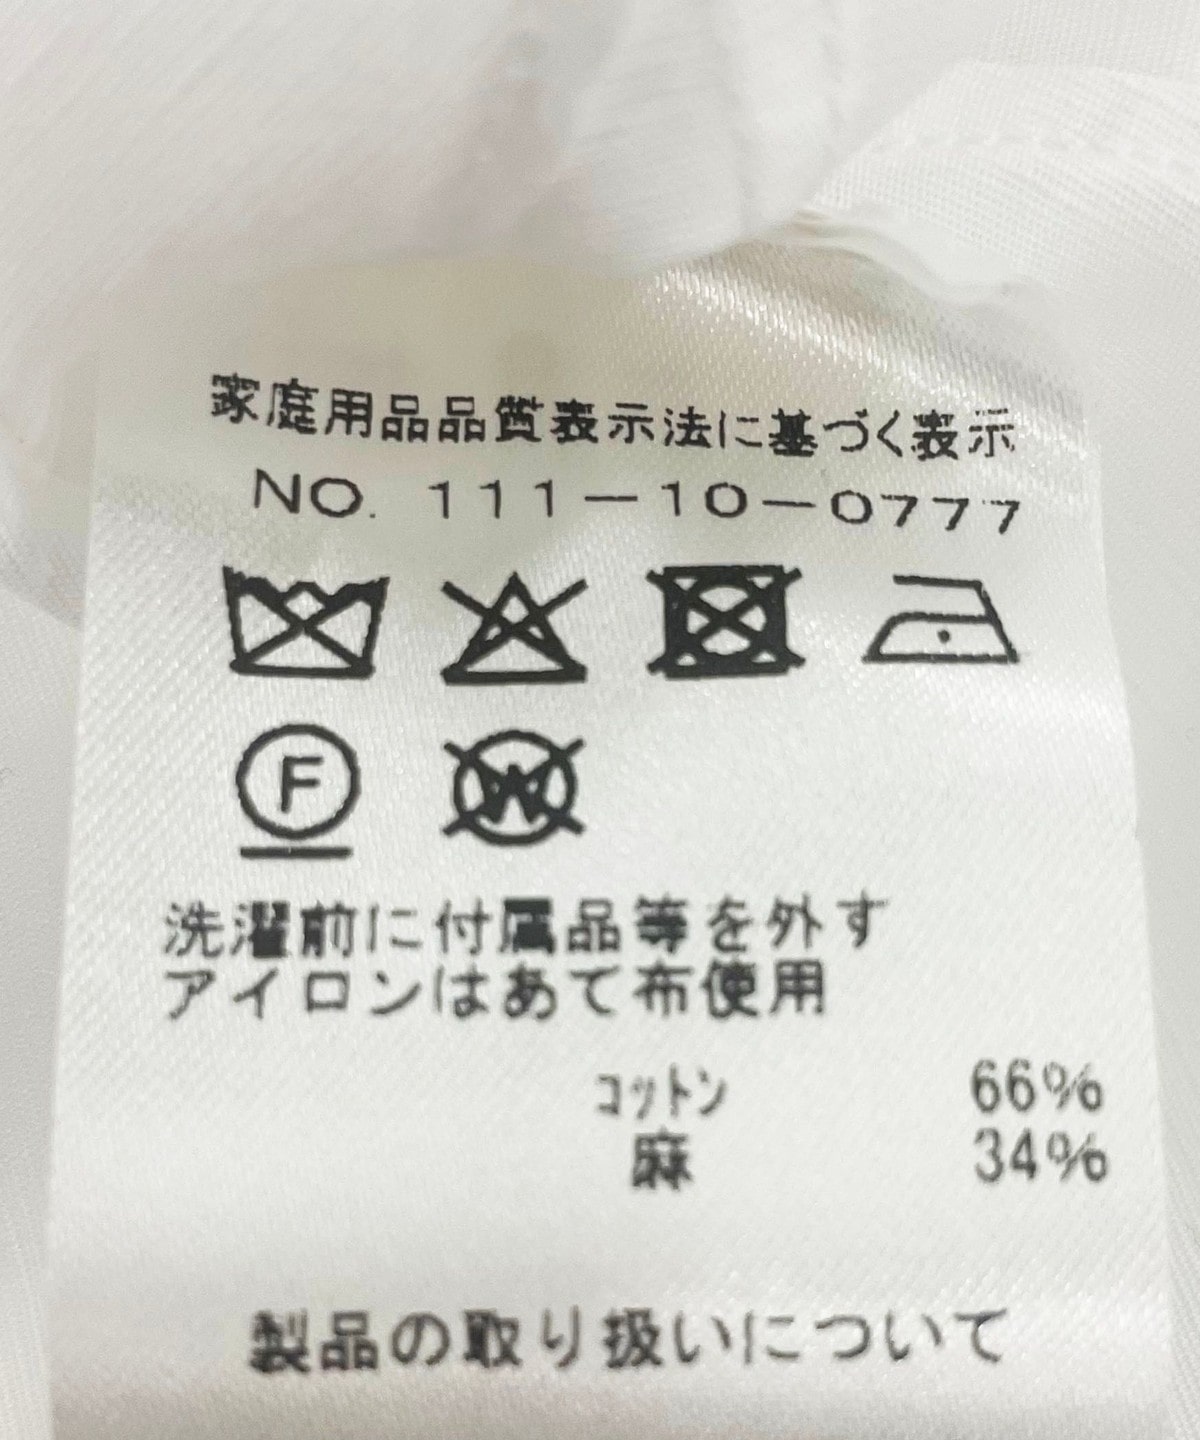 家庭用品品質表示法に基づく表示
NO. 111-10-0777
F
W
洗濯前に付属品等を外す
アイロンはあて布使用
コットン 66%
麻 34%
製品の取り扱いについて